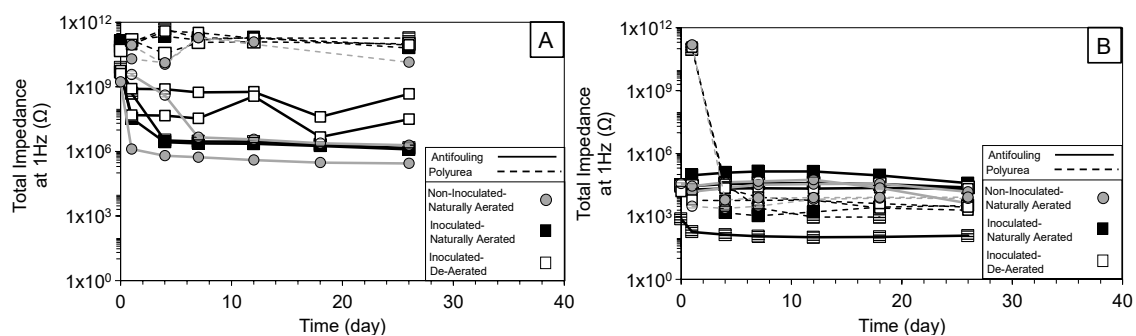 A
Total Impedance
at 1Hz (Ω)
1x10¹²
1x10⁹
1x10⁶
1x10³
1x10⁰
Antifouling
Polyurea
Non-Inoculated-
Naturally Aerated
Inoculated-
Naturally Aerated
Inoculated-
De-Aerated
0 10 20 30 40
Time (day)
B
Total Impedance
at 1Hz (Ω)
1x10¹²
1x10⁹
1x10⁶
1x10³
1x10⁰
Antifouling
Polyurea
Non-Inoculated-
Naturally Aerated
Inoculated-
Naturally Aerated
Inoculated-
De-Aerated
0 10 20 30 40
Time (day)